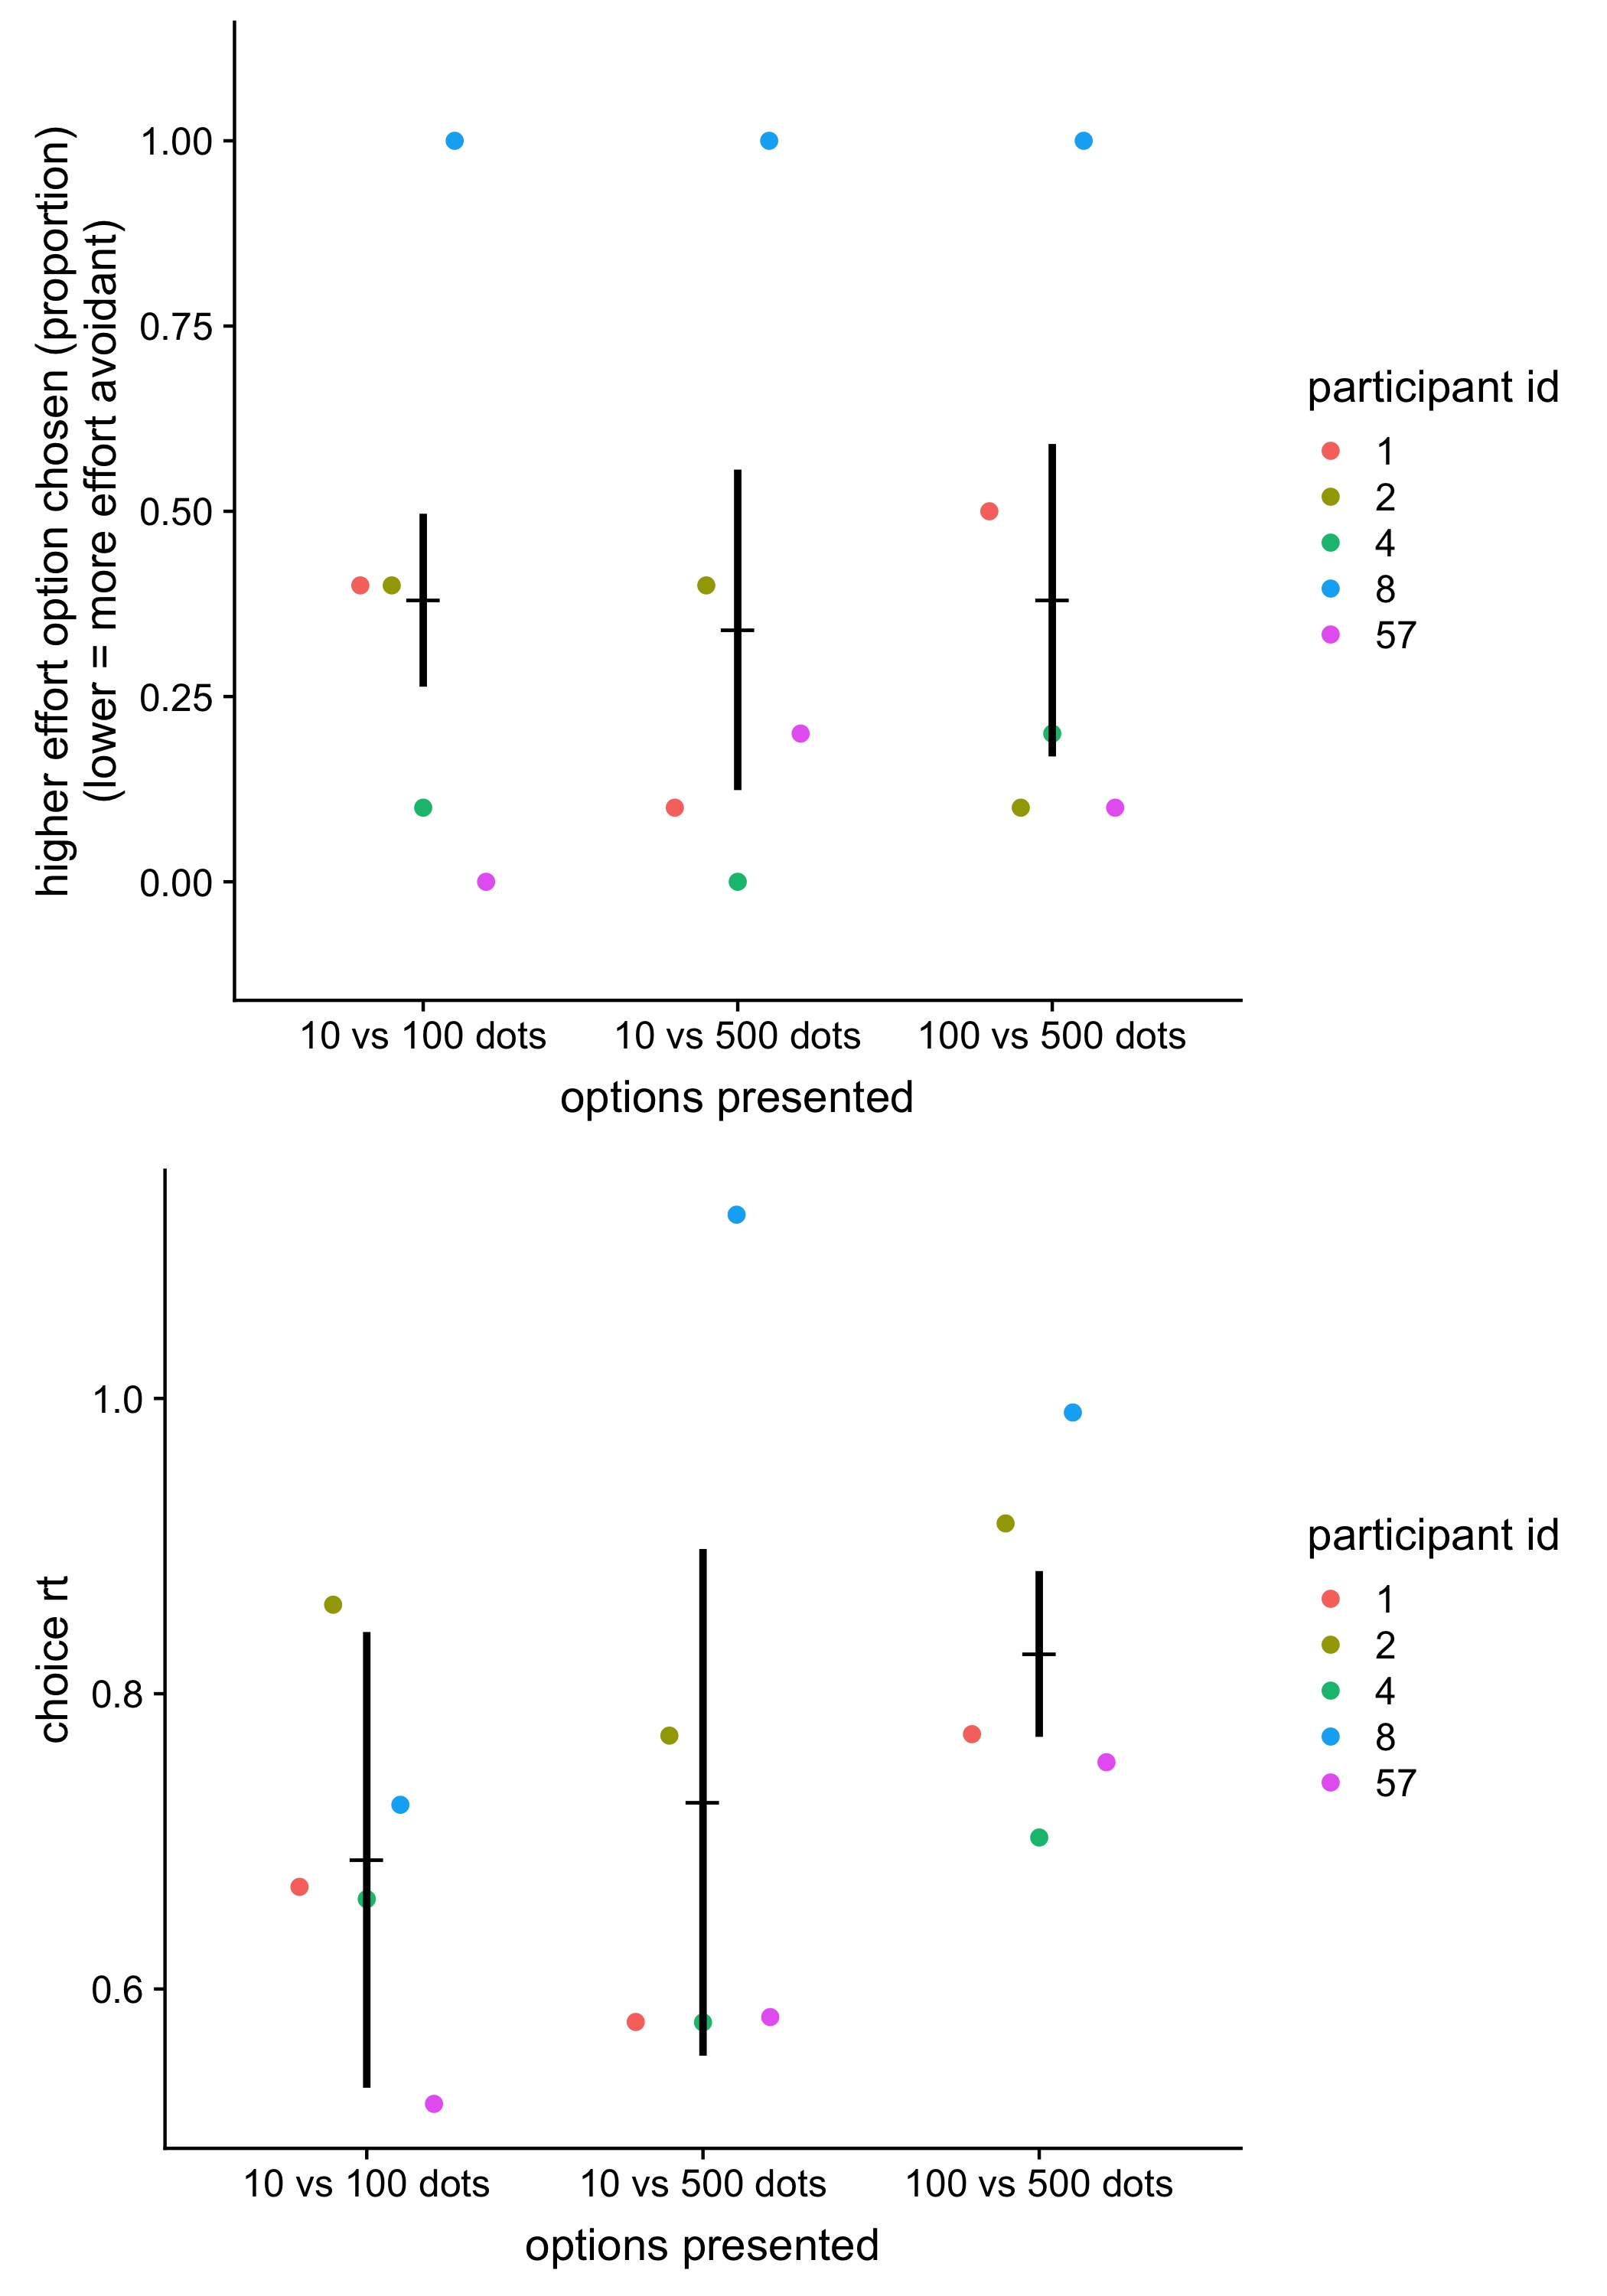 higher effort option chosen (proportion)
(lower = more effort avoidant)
1.00
0.75
0.50
0.25
0.00
10 vs 100 dots
10 vs 500 dots
100 vs 500 dots
options presented
participant id
1
2
4
8
57
choice rt
1.0
0.8
0.6
10 vs 100 dots
10 vs 500 dots
100 vs 500 dots
options presented
participant id
1
2
4
8
57